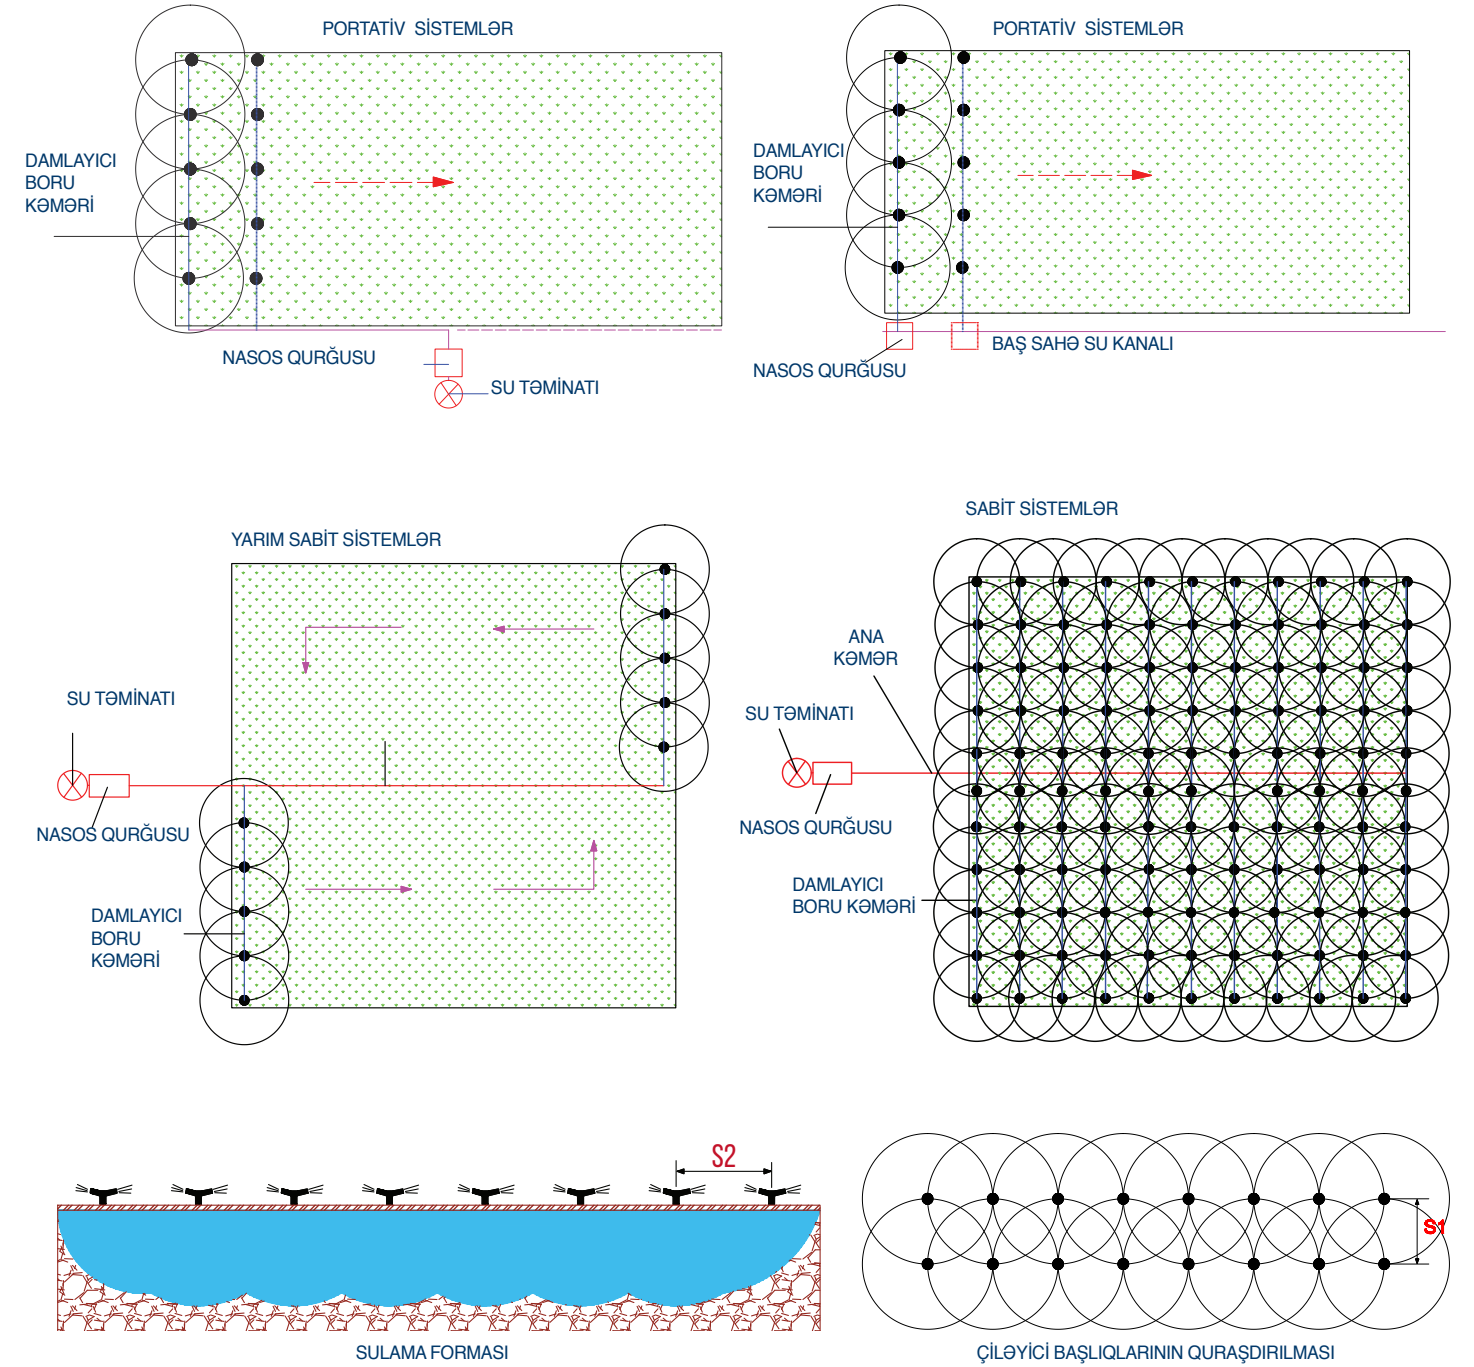 PORTATİV SİSTEMLƏR
DAMLAYICI
BORU
KƏMƏRİ
NASOS QURĞUSU
SU TƏMİNATI
PORTATİV SİSTEMLƏR
DAMLAYICI
BORU
KƏMƏRİ
BAŞ SAHƏ SU KANALI
NASOS QURĞUSU
YARIM SABİT SİSTEMLƏR
SU TƏMİNATI
NASOS QURĞUSU
DAMLAYICI
BORU
KƏMƏRİ
SABİT SİSTEMLƏR
ANA
KƏMƏR
SU TƏMİNATI
NASOS QURĞUSU
DAMLAYICI
BORU KƏMƏRİ
S2
SULAMA FORMASI
S1
ÇİLƏYİCİ BAŞLIQLARININ QURAŞDIRILMASI